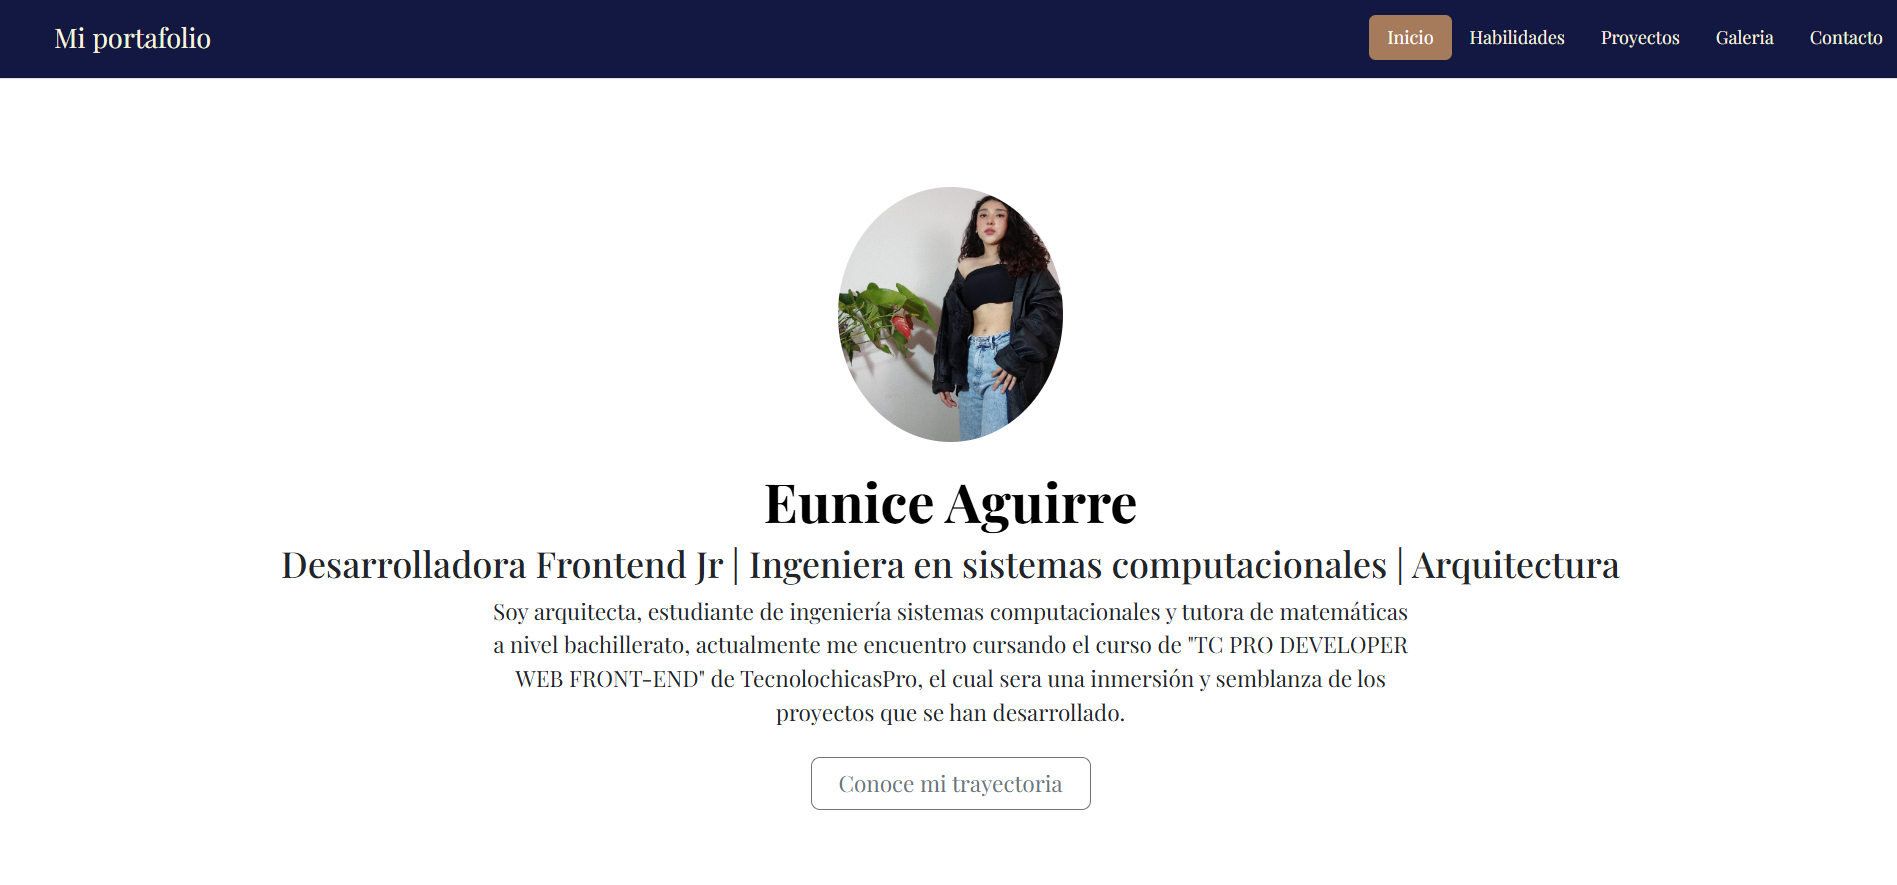 Mi portafolio
Inicio
Habilidades
Proyectos
Galeria
Contacto
Eunice Aguirre
Desarrolladora Frontend Jr | Ingeniera en sistemas computacionales | Arquitectura
Soy arquitecta, estudiante de ingeniería sistemas computacionales y tutora de matemáticas
a nivel bachillerato, actualmente me encuentro cursando el curso de "TC PRO DEVELOPER
WEB FRONT-END" de TecnolochicasPro, el cual sera una inmersión y semblanza de los
proyectos que se han desarrollado.
Conoce mi trayectoria